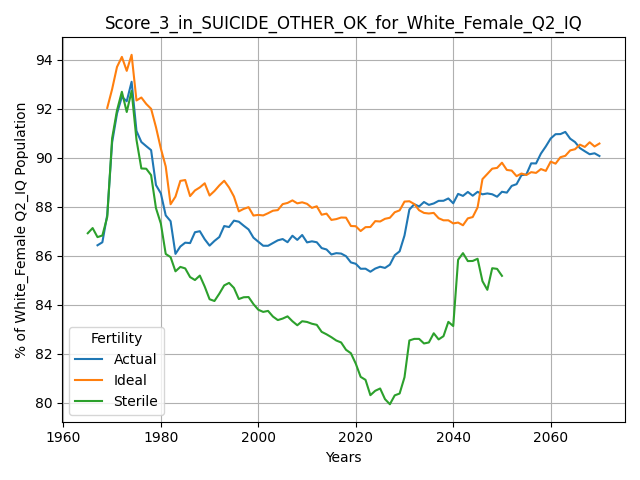 Score_3_in_SUICIDE_OTHER_OK_for_White_Female_Q2_IQ
% of White_Female Q2_IQ Population
94
92
90
88
86
84
82
80
Fertility
Actual
Ideal
Sterile
1960
1980
2000
2020
2040
2060
Years